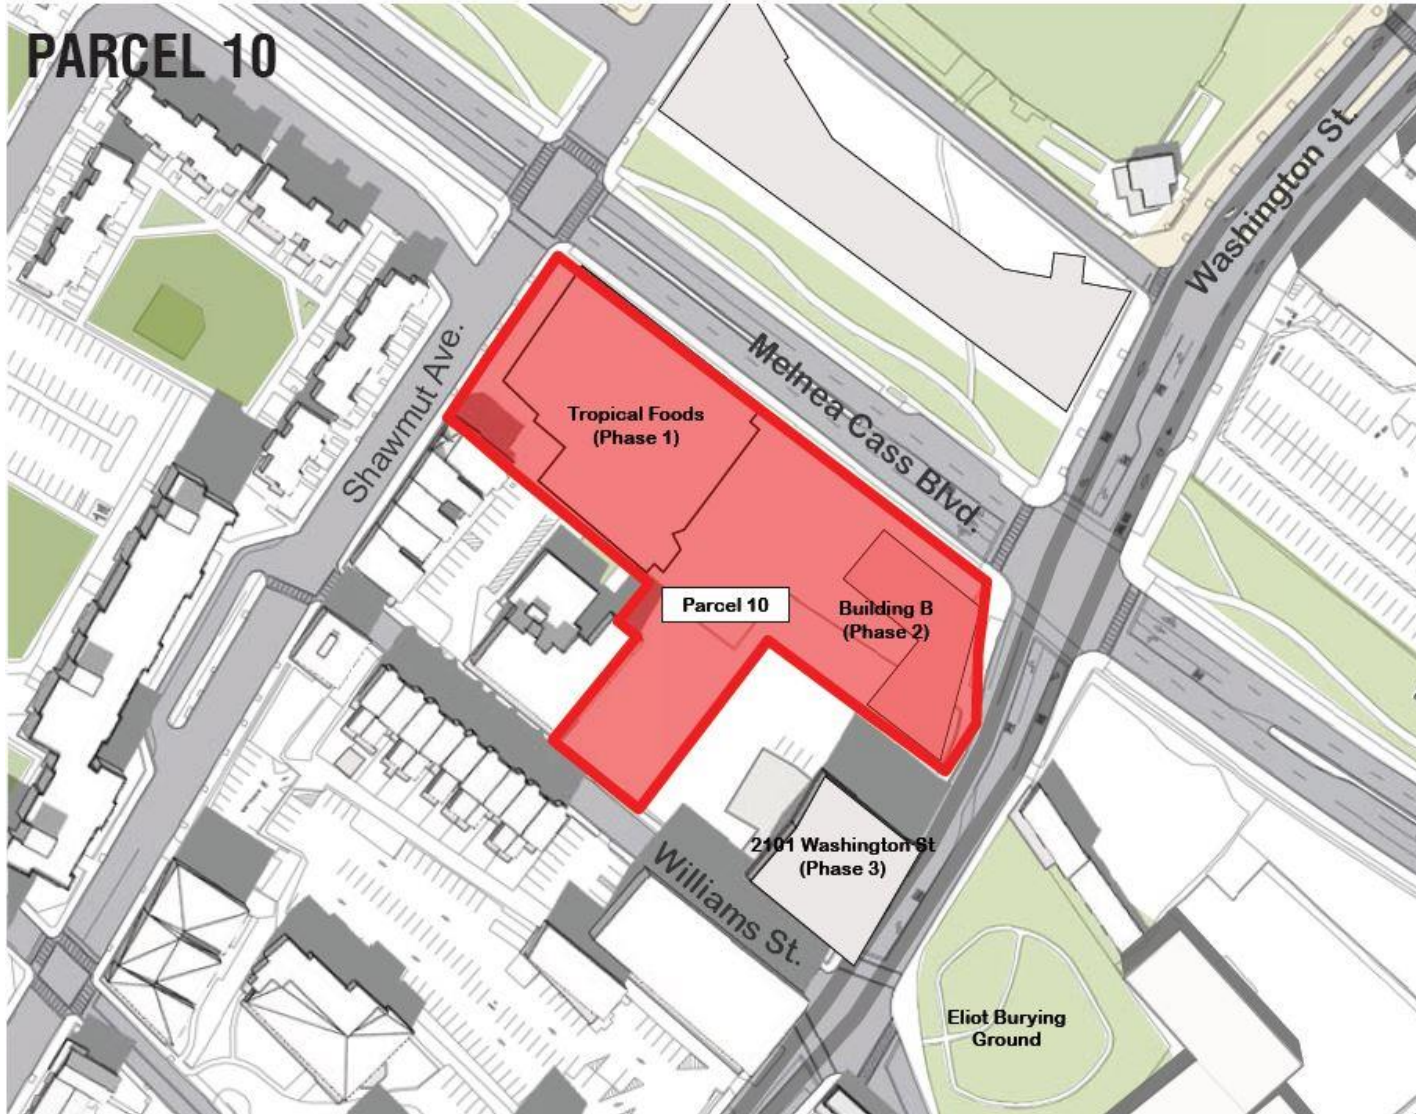 PARCEL 10
Washington St.
Melnea Cass Blvd.
Shawmut Ave.
Tropical Foods
(Phase 1)
Parcel 10
Building B
(Phase 2)
2101 Washington St
(Phase 3)
Williams St.
Eliot Burying
Ground